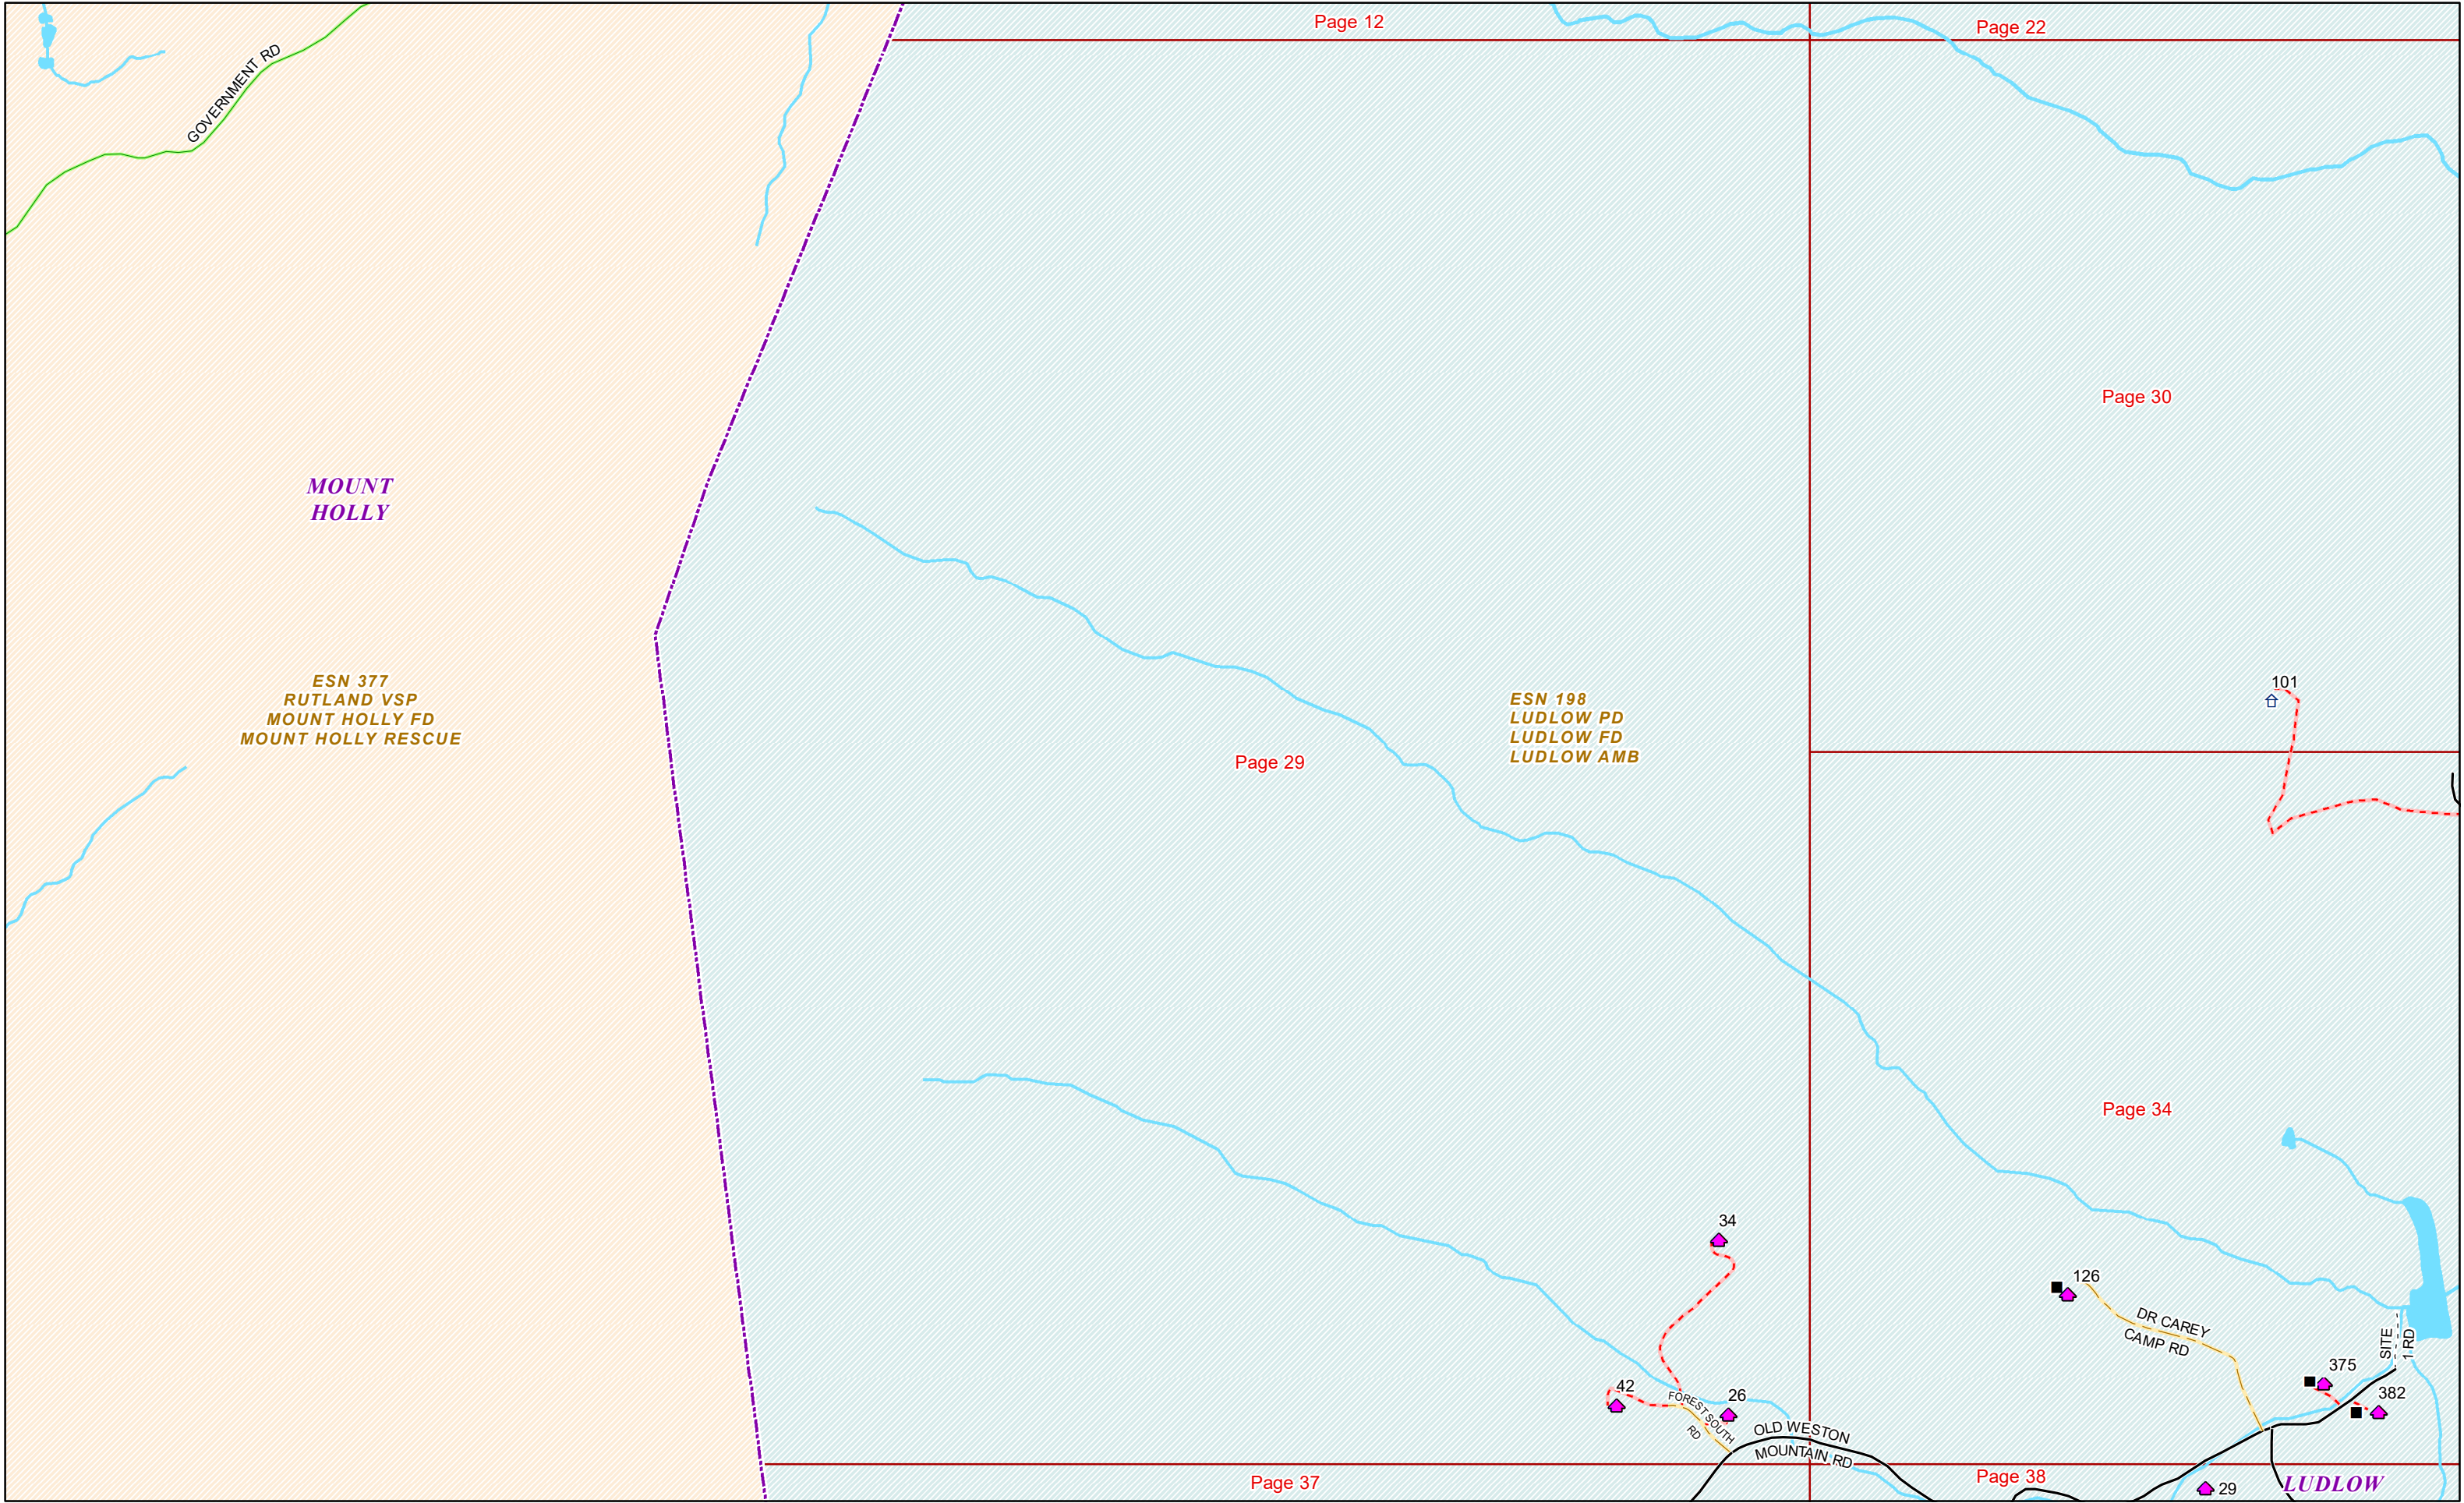 Page 12
Page 22
GOVERNMENT RD
Page 30
MOUNT
HOLLY
ESN 377
RUTLAND VSP
MOUNT HOLLY FD
MOUNT HOLLY RESCUE
ESN 198
LUDLOW PD
LUDLOW FD
LUDLOW AMB
101
Page 29
Page 34
34
126
DR CAREY
CAMP RD
SITE
1 RD
375
382
42
26
FOREST SOUTH
RD
OLD WESTON
MOUNTAIN RD
Page 37
Page 38
29
LUDLOW